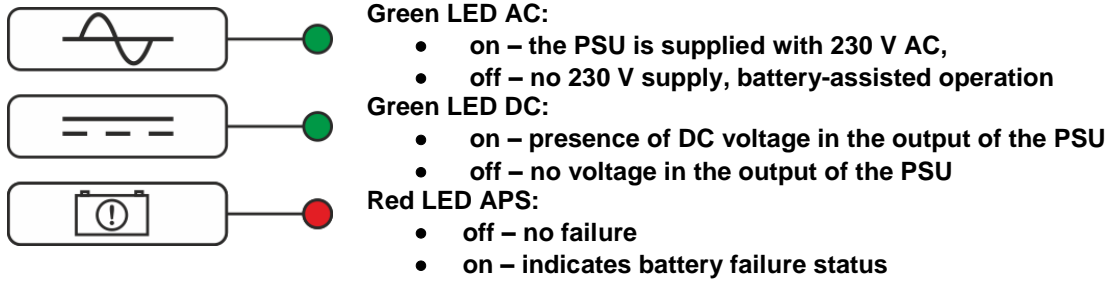 Green LED AC:
● on – the PSU is supplied with 230 V AC,
● off – no 230 V supply, battery-assisted operation
Green LED DC:
● on – presence of DC voltage in the output of the PSU
● off – no voltage in the output of the PSU
Red LED APS:
● off – no failure
● on – indicates battery failure status